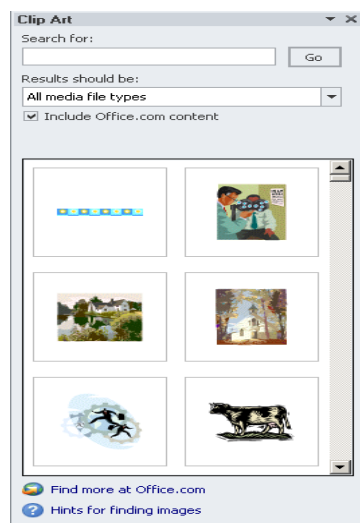 Clip Art
Search for:
Go
Results should be:
All media file types
Include Office.com content
Find more at Office.com
Hints for finding images